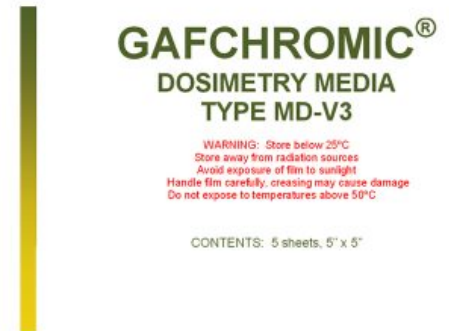 GAFCHROMIC®
DOSIMETRY MEDIA
TYPE MD-V3
WARNING: Store below 25ºC
Store away from radiation sources
Avoid exposure of film to sunlight
Handle film carefully, creasing may cause damage
Do not expose to temperatures above 50ºC
CONTENTS: 5 sheets, 5" x 5"